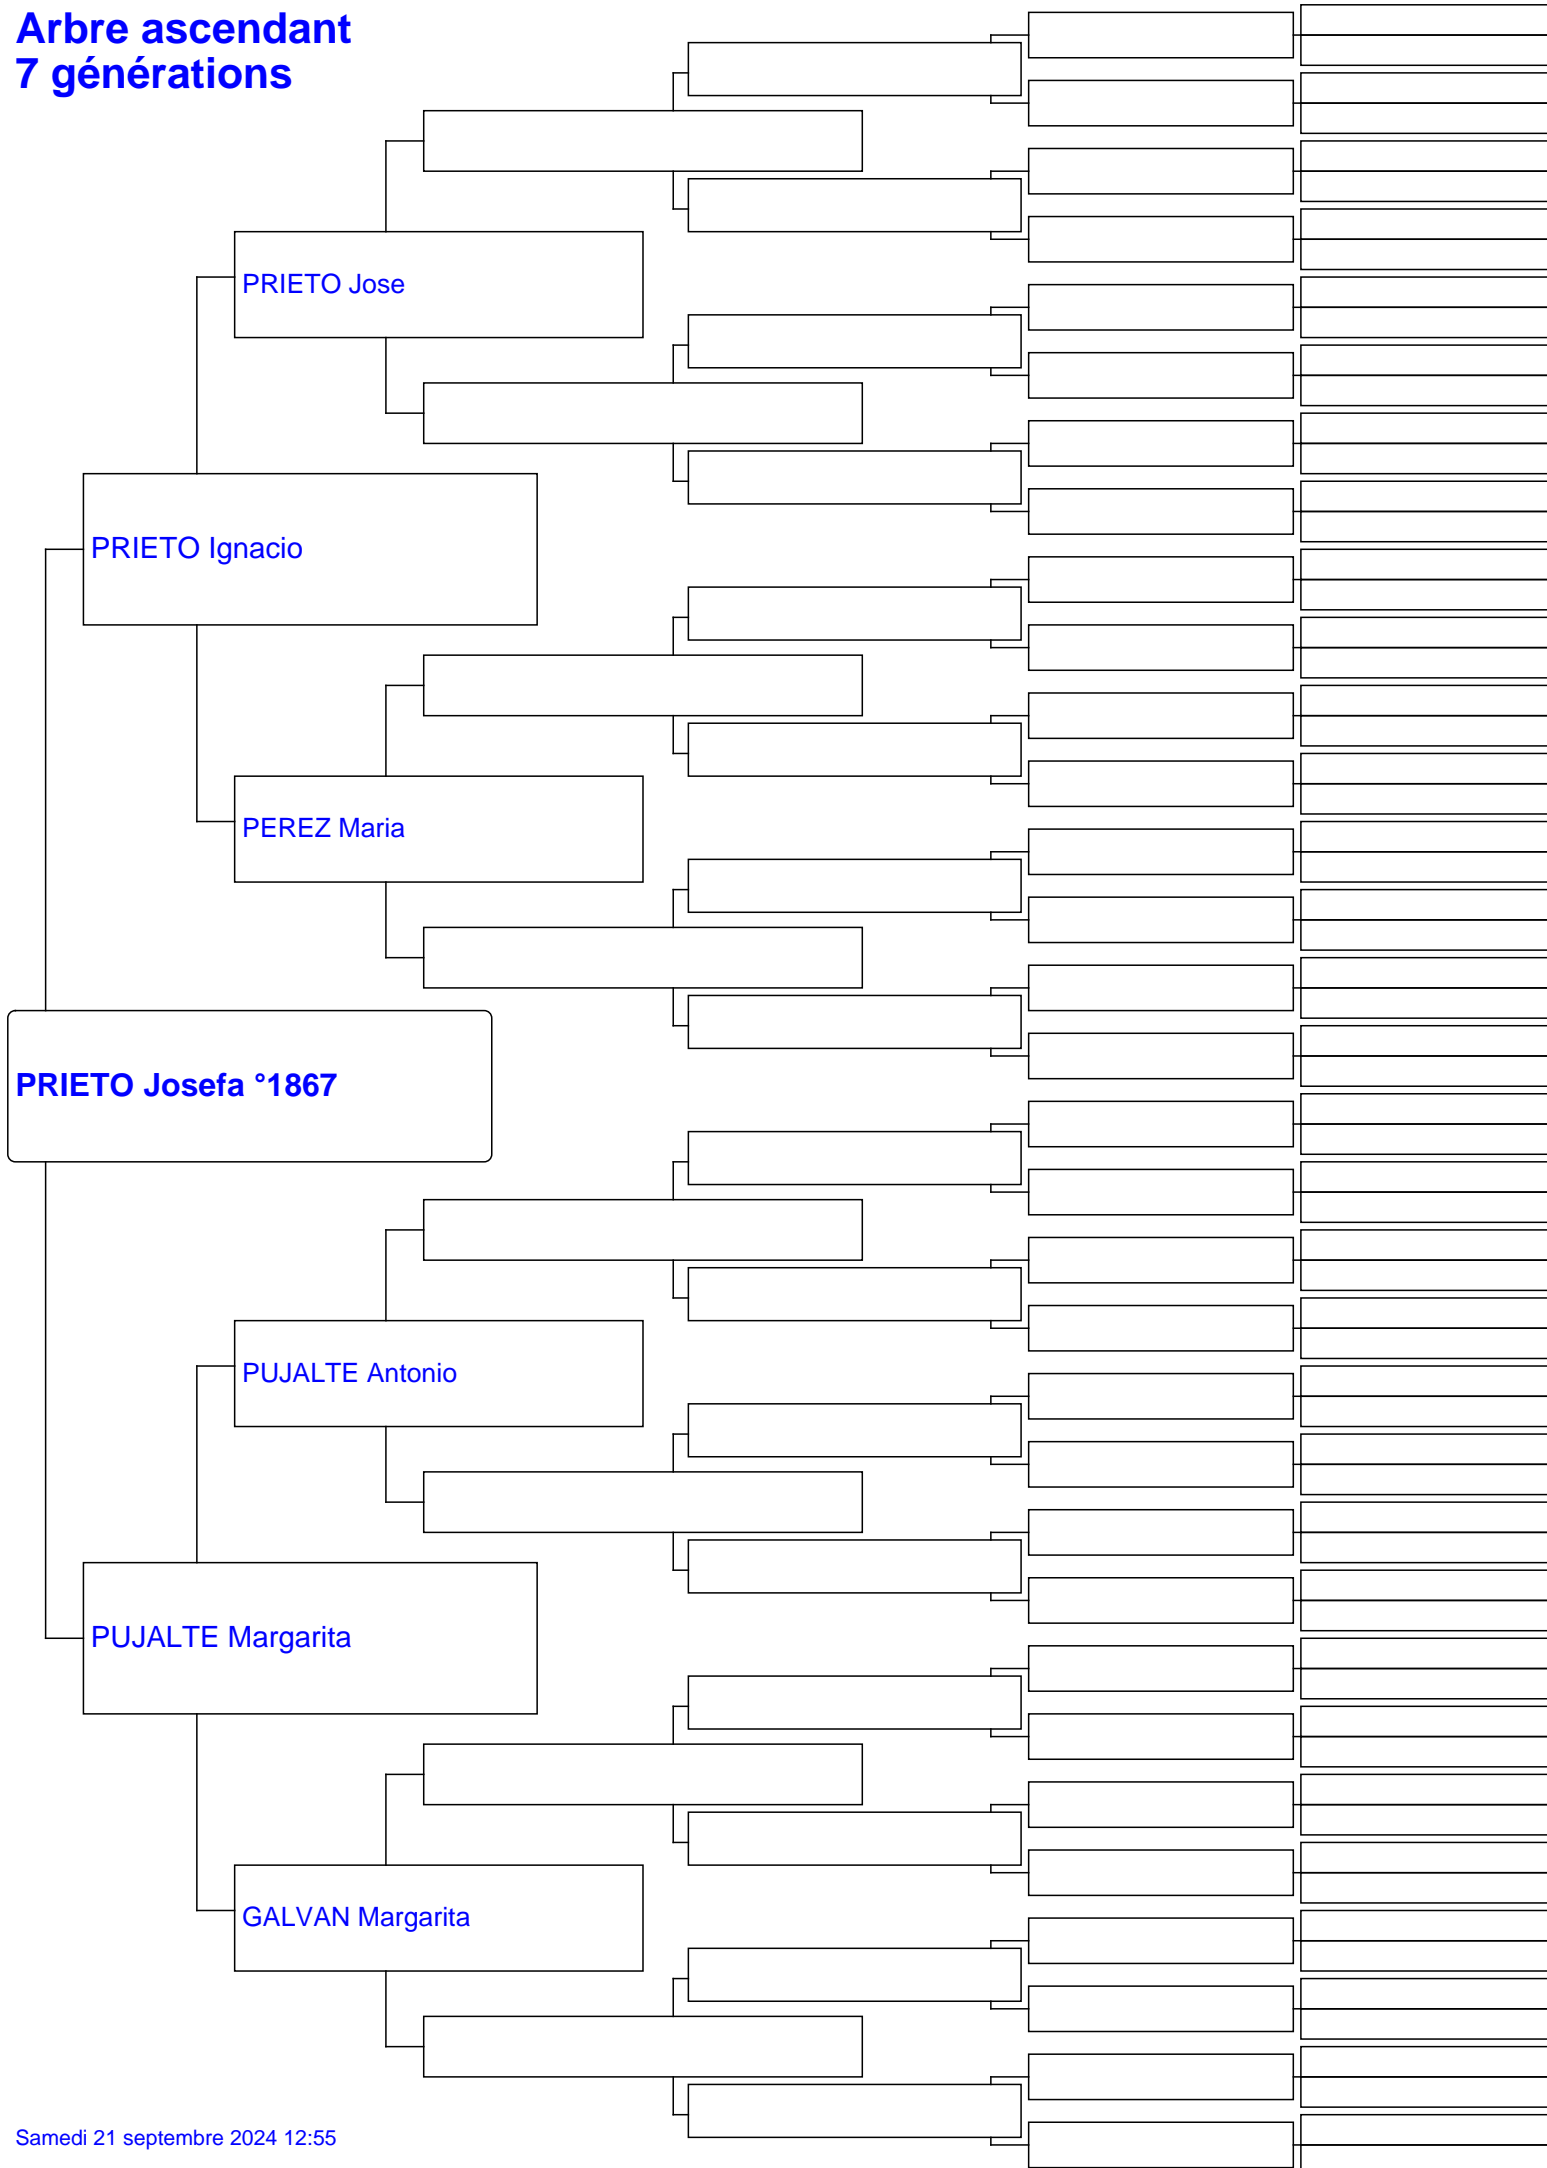 Arbre ascendant
7 générations
PRIETO Jose
PRIETO Ignacio
PEREZ Maria
PRIETO Josefa °1867
PUJALTE Antonio
PUJALTE Margarita
GALVAN Margarita
Samedi 21 septembre 2024 12:55